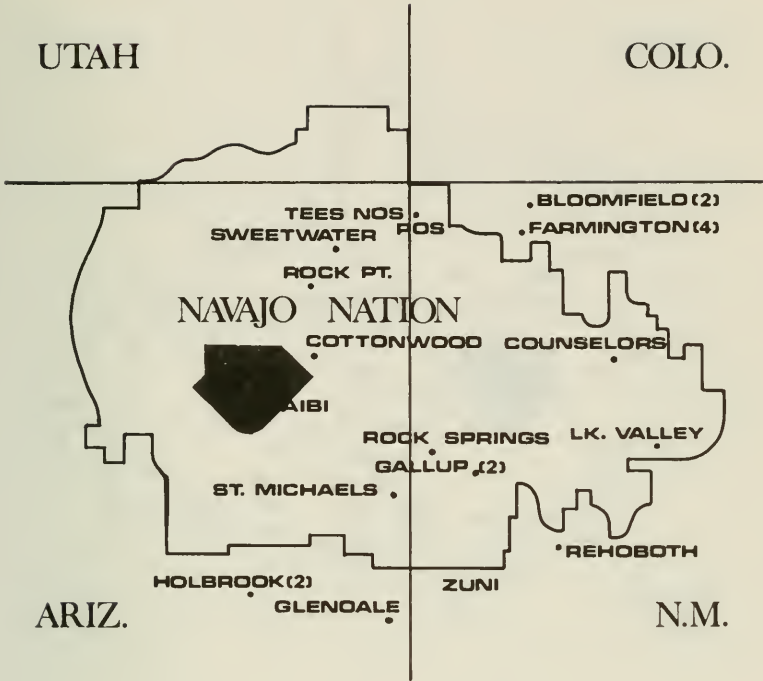 UTAH
COLO.
BLOOMFIELD (2)
TEES NOS
POS
FARMINGTON (4)
SWEETWATER
ROCK PT.
NAVAJO NATION
COTTONWOOD
COUNSELORS
AIBI
ROCK SPRINGS
LK. VALLEY
GALLUP (2)
ST. MICHAELS
REHOBOTH
HOLBROOK (2)
ZUNI
GLENDALE
ARIZ.
N.M.